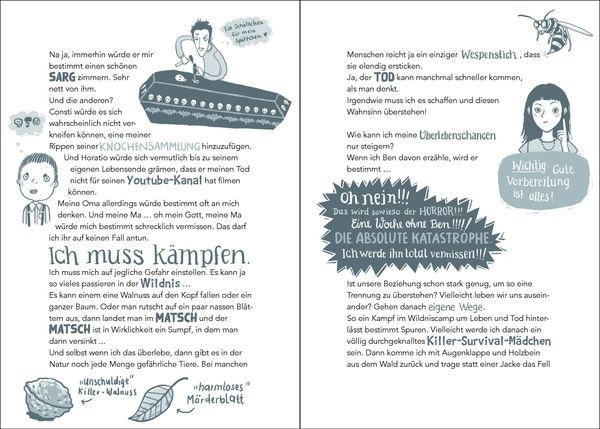 Na ja, immerhin würde er mir
bestimmt einen schönen
SARG zimmern. Sehr
nett von ihm.
Und die anderen?
Consti würde es sich
wahrscheinlich nicht ver-
kneifen können, eine meiner
Rippen seiner KNOCHENSAMMLUNG hinzuzufügen.
Und Horatio würde sich vermutlich bis zu seinem
eigenen Lebensende grämen, dass er meinen Tod
nicht für seinen Youtube-Kanal hat filmen
können.
Meine Oma allerdings würde bestimmt oft an mich
denken. Und meine Ma ... oh mein Gott, meine Ma
würde mich bestimmt schrecklich vermissen. Das darf
ich ihr auf keinen Fall antun.
Ich muss kämpfen.
Ich muss mich auf jegliche Gefahr einstellen. Es kann ja
so vieles passieren in der Wildnis ...
Es kann einem eine Walnuss auf den Kopf fallen oder ein
ganzer Baum. Oder man rutscht auf ein paar nassen Blät-
tern aus, dann landet man im MATSCH und der
MATSCH ist in Wirklichkeit ein Sumpf, in dem man
dann versinkt ...
Und selbst wenn ich das überlebe, dann gibt es in der
Natur noch jede Menge gefährliche Tiere. Bei manchen
"unschuldige"
Killer-Walnuss
"harmloses"
Mörderblatt
für mein
Menschen reicht ja ein einziger Wespenstich, dass
sie elendig ersticken.
Ja, der TOD kann manchmal schneller kommen,
als man denkt.
Irgendwie muss ich es schaffen und diesen
Wahnsinn überstehen!
Wie kann ich meine Überlebenschancen
nur steigern?
Wenn ich Ben davon erzähle, wird er
bestimmt ...
Wichtig Gute
Vorbereitung
ist alles!
Oh nein!!!
Das wird sowieso der HORROR!!!
Eine Woche ohne Ben!!!!
DIE ABSOLUTE KATASTROPHE.
Ich werde ihn total vermissen!!!
Ist unsere Beziehung schon stark genug, um so eine
Trennung zu überstehen? Vielleicht leben wir uns ausein-
ander? Gehen danach eigene Wege.
So ein Kampf im Wildniscamp um Leben und Tod hinter-
lässt bestimmt Spuren. Vielleicht werde ich danach ein
völlig durchgeknalltes Killer-Survival-Mädchen
sein. Dann komme ich mit Augenklappe und Holzbein
aus dem Wald zurück und trage statt einer Jacke das Fell